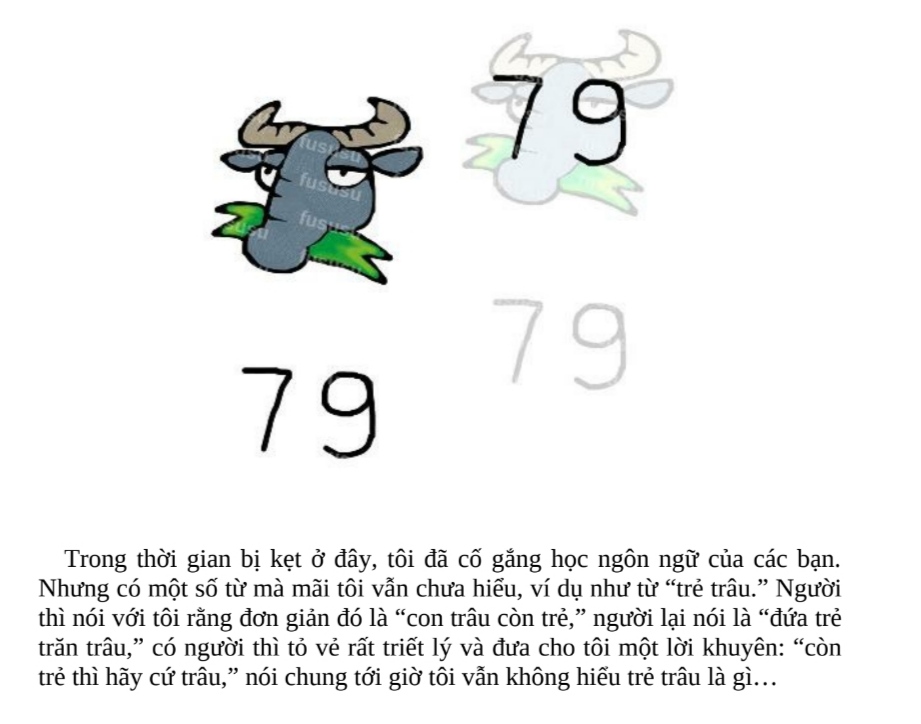 79
fususu
fususu
fususu
79
79
Trong thời gian bị kẹt ở đây, tôi đã cố gắng học ngôn ngữ của các bạn.
Nhưng có một số từ mà mãi tôi vẫn chưa hiểu, ví dụ như từ “trẻ trâu.” Người
thì nói với tôi rằng đơn giản đó là “con trâu còn trẻ,” người lại nói là “đứa trẻ
trăn trâu,” có người thì tỏ vẻ rất triết lý và đưa cho tôi một lời khuyên: “còn
trẻ thì hãy cứ trâu,” nói chung tới giờ tôi vẫn không hiểu trẻ trâu là gì…